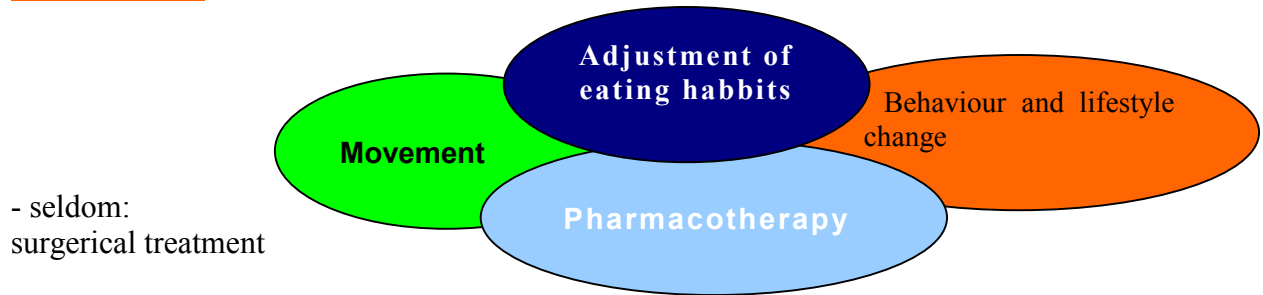 Adjustment of
eating habbits
Behaviour and lifestyle
change
Movement
Pharmacotherapy
- seldom:
surgerical treatment